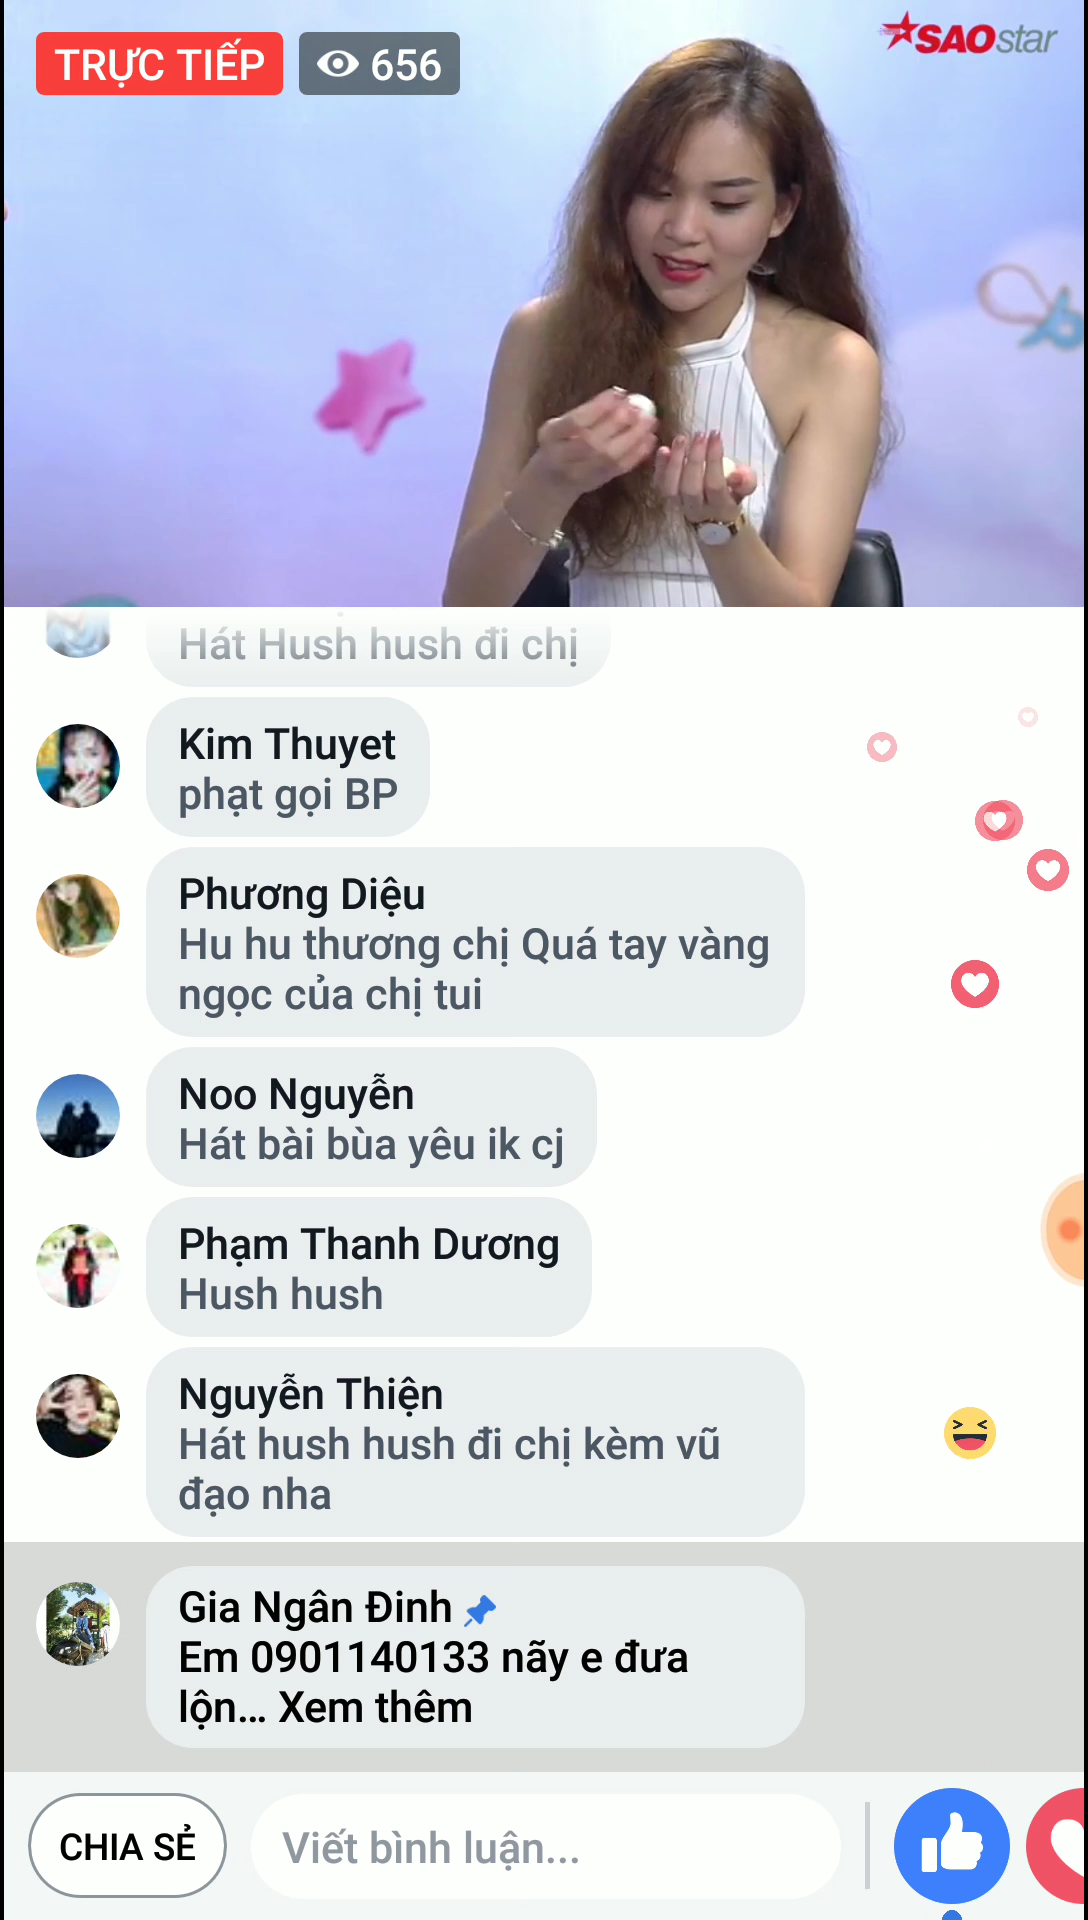 TRỰC TIẾP
656
SAOstar
Hát Hush hush đi chị
Kim Thuyet
phạt gọi BP
Phương Diệu
Hu hu thương chị Quá tay vàng
ngọc của chị tui
Noo Nguyễn
Hát bài bùa yêu ik cj
Phạm Thanh Dương
Hush hush
Nguyễn Thiện
Hát hush hush đi chị kèm vũ
đạo nha
Gia Ngân Đinh
Em 0901140133 nãy e đưa
lộn... Xem thêm
CHIA SẺ
Viết bình luận...